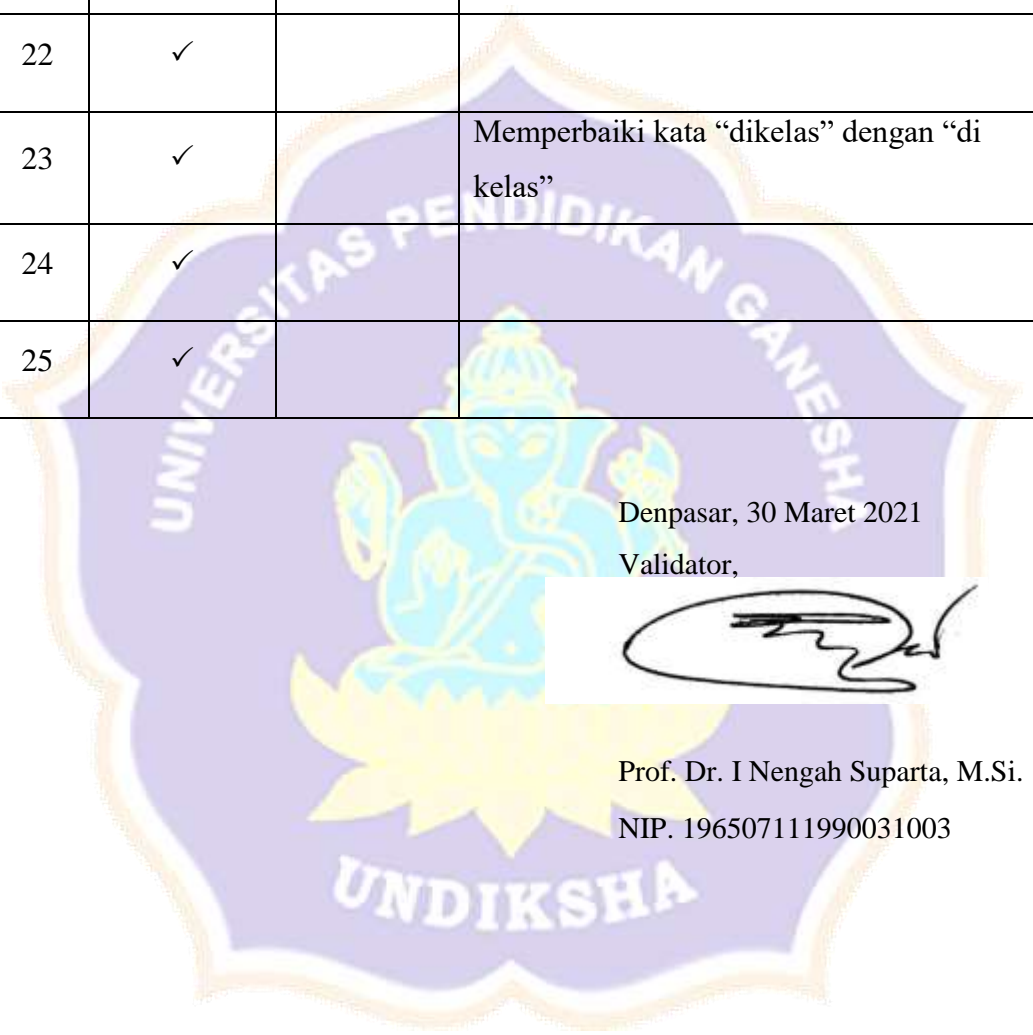 22 ✓
23 ✓ Memperbaiki kata “dikelas” dengan “di
kelas”
24 ✓
25 ✓
UNIVERSITAS PENDIDIKAN GANESHA
Denpasar, 30 Maret 2021
Validator,
Prof. Dr. I Nengah Suparta, M.Si.
NIP. 196507111990031003
UNDIKSHA